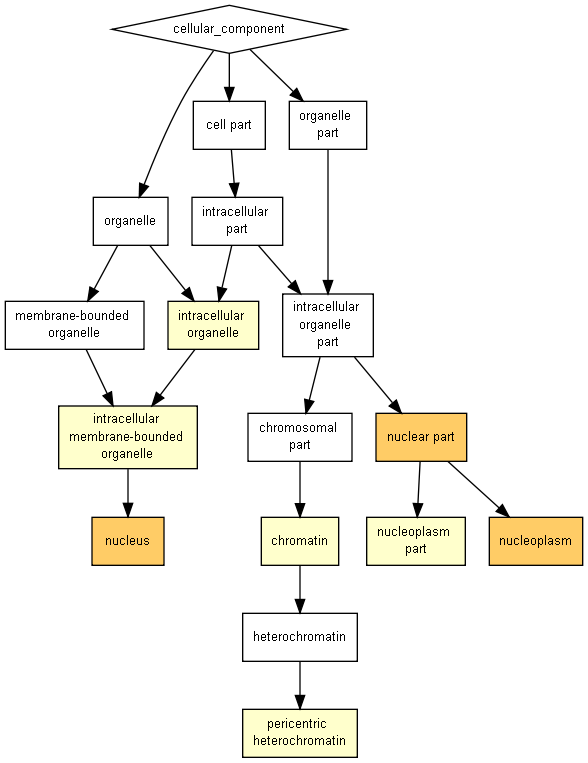 cellular_component
cell part
organelle
part
organelle
intracellular
part
membrane-bounded
organelle
intracellular
organelle
intracellular
organelle
part
intracellular
membrane-bounded
organelle
chromosomal
part
nuclear part
nucleus
chromatin
nucleoplasm
part
nucleoplasm
heterochromatin
pericentric
heterochromatin